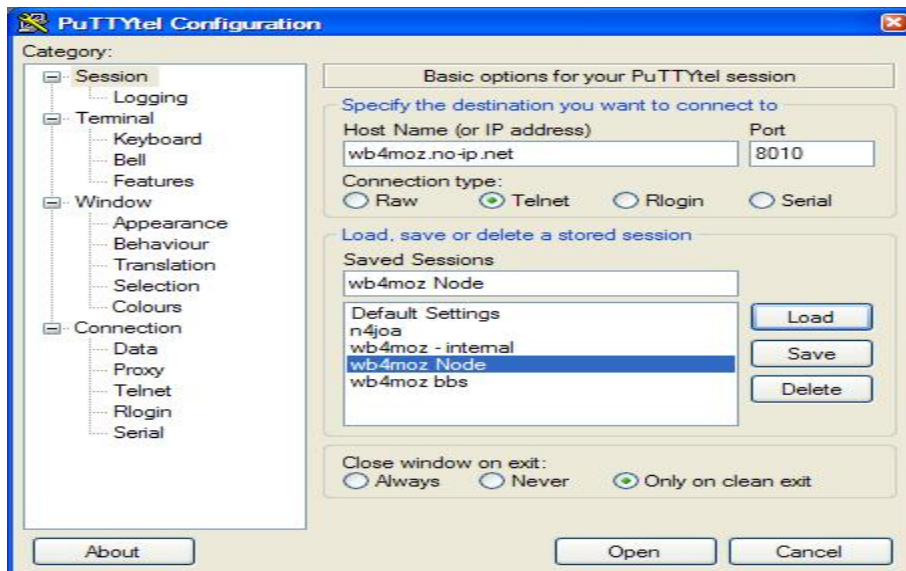 PuTTYtel Configuration
Category:
Session
Logging
Terminal
Keyboard
Bell
Features
Window
Appearance
Behaviour
Translation
Selection
Colours
Connection
Data
Proxy
Telnet
Rlogin
Serial
Basic options for your PuTTYtel session
Specify the destination you want to connect to
Host Name (or IP address) Port
wb4moz.no-ip.net 8010
Connection type:
Raw Telnet Rlogin Serial
Load, save or delete a stored session
Saved Sessions
wb4moz Node
Default Settings
n4joa
wb4moz - internal
wb4moz Node
wb4moz bbs
Load
Save
Delete
Close window on exit:
Always Never Only on clean exit
About Open Cancel